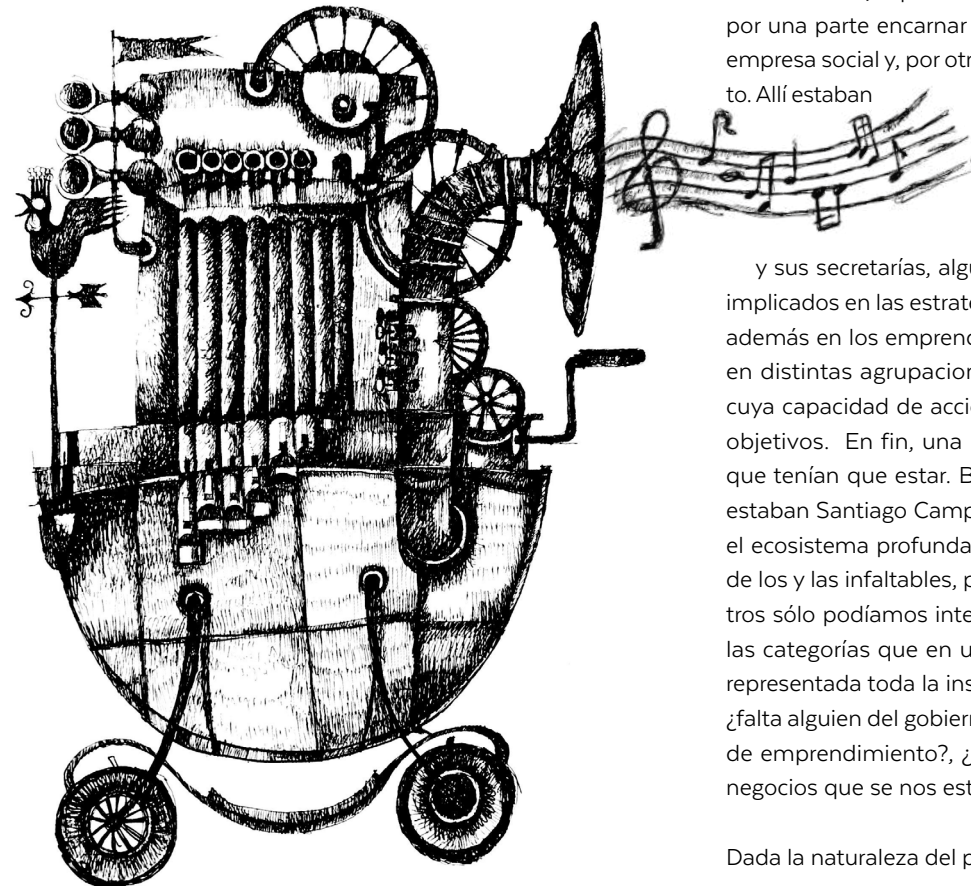 por una parte encarnar
empresa social y, por otr
to. Allí estaban
y sus secretarías, algu
implicados en las estrate
además en los emprend
en distintas agrupacion
cuya capacidad de acci
objetivos. En fin, una
que tenían que estar. B
estaban Santiago Camp
el ecosistema profunda
de los y las infaltables, p
tros sólo podíamos inte
las categorías que en u
representada toda la ins
¿falta alguien del gobier
de emprendimiento?, ¿
negocios que se nos est
Dada la naturaleza del p